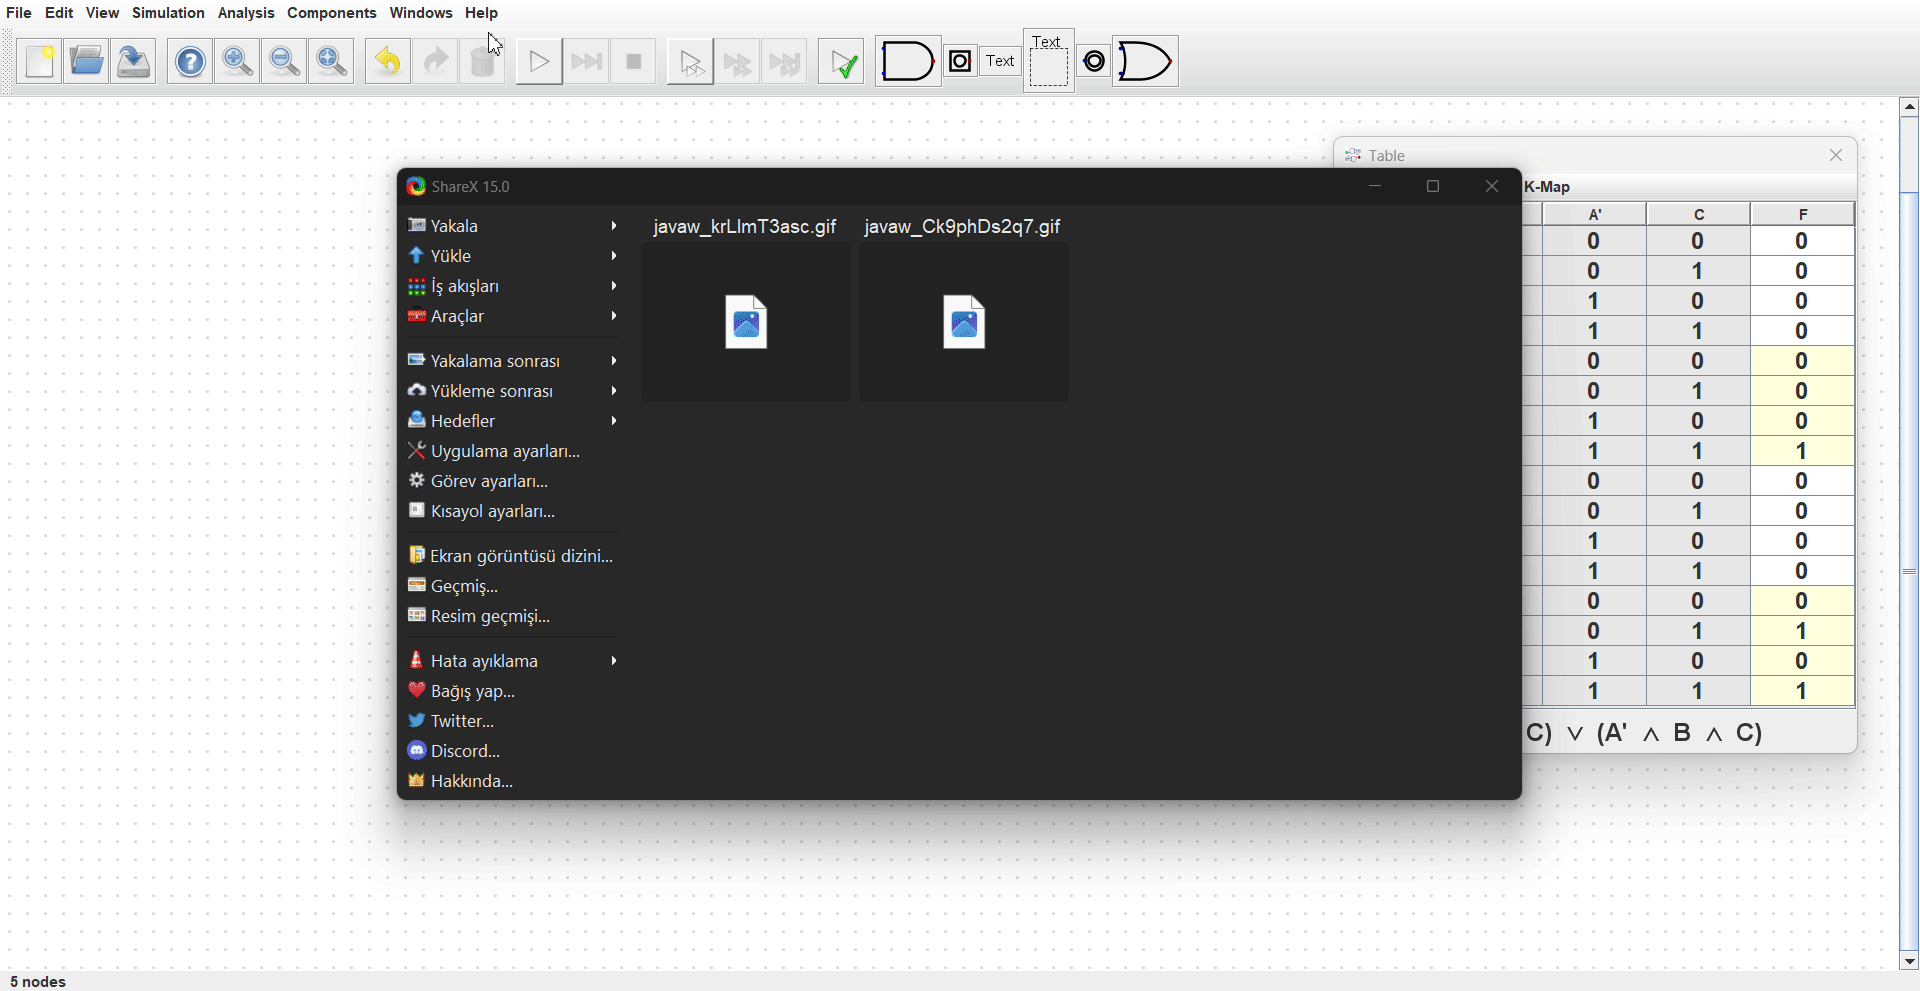 File Edit View Simulation Analysis Components Windows Help
Text
Text
Table
K-Map
A' C F
0 0 0
0 1 0
1 0 0
1 1 0
0 0 0
0 1 0
1 0 0
1 1 1
0 0 0
0 1 0
1 0 0
1 1 0
0 0 0
0 1 1
1 0 0
1 1 1
C) ∨ (A' ∧ B ∧ C)
ShareX 15.0
Yakala
Yükle
İş akışları
Araçlar
Yakalama sonrası
Yükleme sonrası
Hedefler
Uygulama ayarları...
Görev ayarları...
Kısayol ayarları...
Ekran görüntüsü dizini...
Geçmiş...
Resim geçmişi...
Hata ayıklama
Bağış yap...
Twitter...
Discord...
Hakkında...
javaw_krLlmT3asc.gif javaw_Ck9phDs2q7.gif
5 nodes